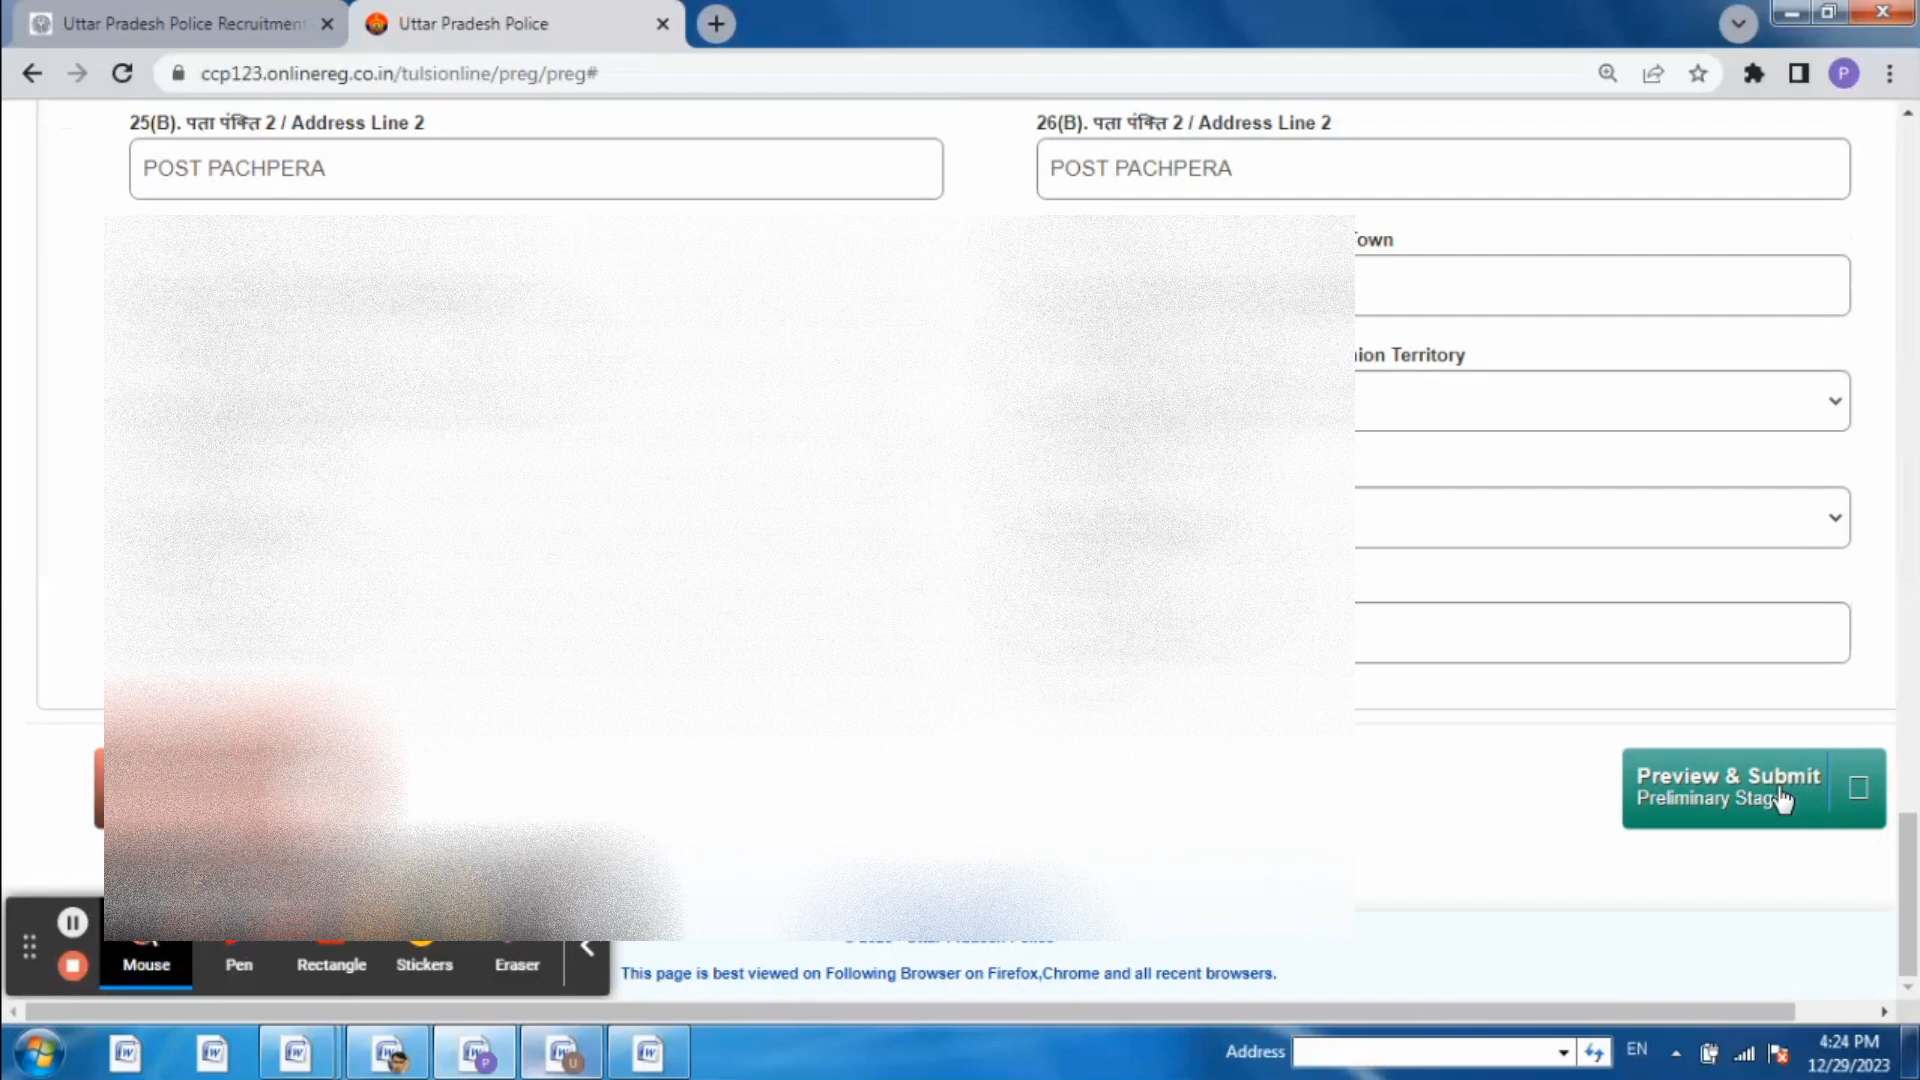 Uttar Pradesh Police Recruitment
Uttar Pradesh Police
ccp123.onlinereg.co.in/tulsionline/preg/preg#
P
25(B). पता पंक्ति 2 / Address Line 2
26(B). पता पंक्ति 2 / Address Line 2
POST PACHPERA
POST PACHPERA
Town
ion Territory
Preview & Submit
Preliminary Stag
Mouse
Pen
Rectangle
Stickers
Eraser
This page is best viewed on Following Browser on Firefox,Chrome and all recent browsers.
Address
EN
4:24 PM
12/29/2023